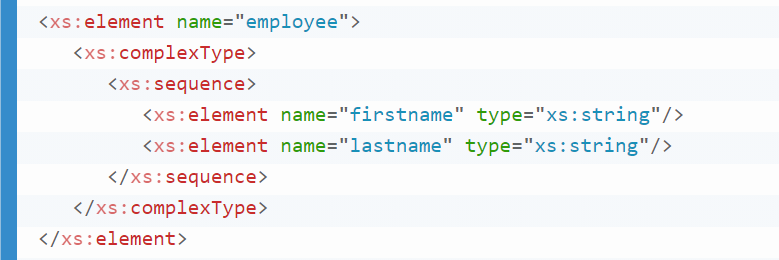 <xs:element name="employee">
<xs:complexType>
<xs:sequence>
<xs:element name="firstname" type="xs:string"/>
<xs:element name="lastname" type="xs:string"/>
</xs:sequence>
</xs:complexType>
</xs:element>